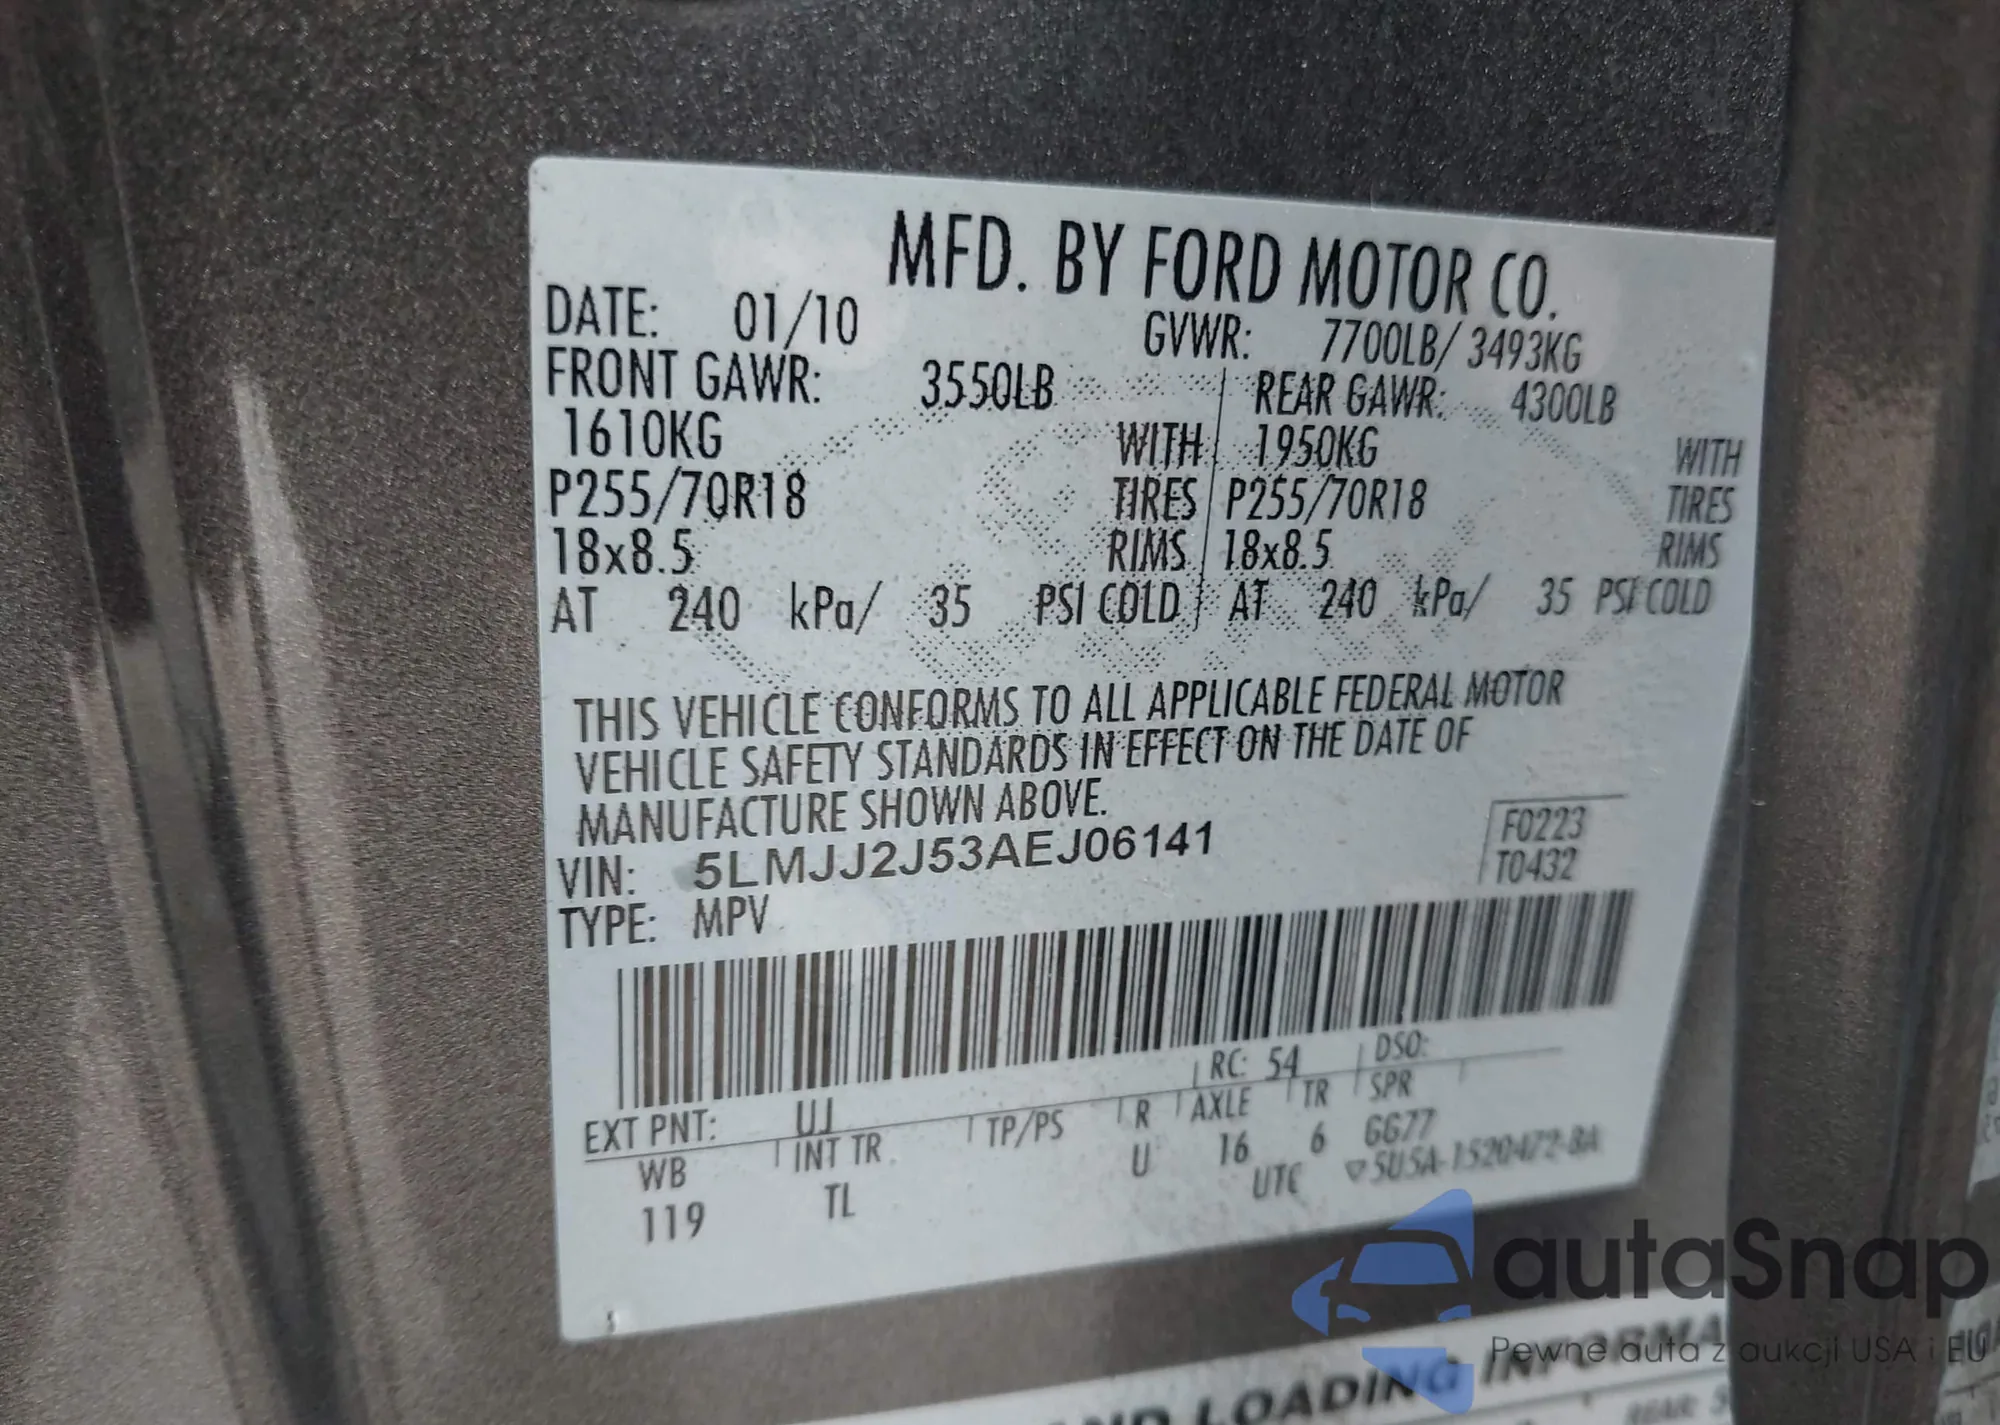 MFD. BY FORD MOTOR CO.
DATE: 01/10 GVWR: 7700LB/ 3493KG
FRONT GAWR: 3550LB REAR GAWR: 4300LB
1610KG WITH 1950KG WITH
P255/70R18 TIRES P255/70R18 TIRES
18x8.5 RIMS 18x8.5 RIMS
AT 240 kPa/ 35 PSI COLD AT 240 kPa/ 35 PSI COLD
THIS VEHICLE CONFORMS TO ALL APPLICABLE FEDERAL MOTOR
VEHICLE SAFETY STANDARDS IN EFFECT ON THE DATE OF
MANUFACTURE SHOWN ABOVE.
F0223
VIN: 5LMJJ2J53AEJ06141
T0432
TYPE: MPV
EXT PNT: UJ RC: 54 DSO:
WB INT TR TP/PS R AXLE TR SPR
119 TL U 16 6 GG77
UTC ▽5U5A-1520472-BA
autaSnap
Pewne auta z aukcji USA i EU
AND LOADING INFORMA
REAR